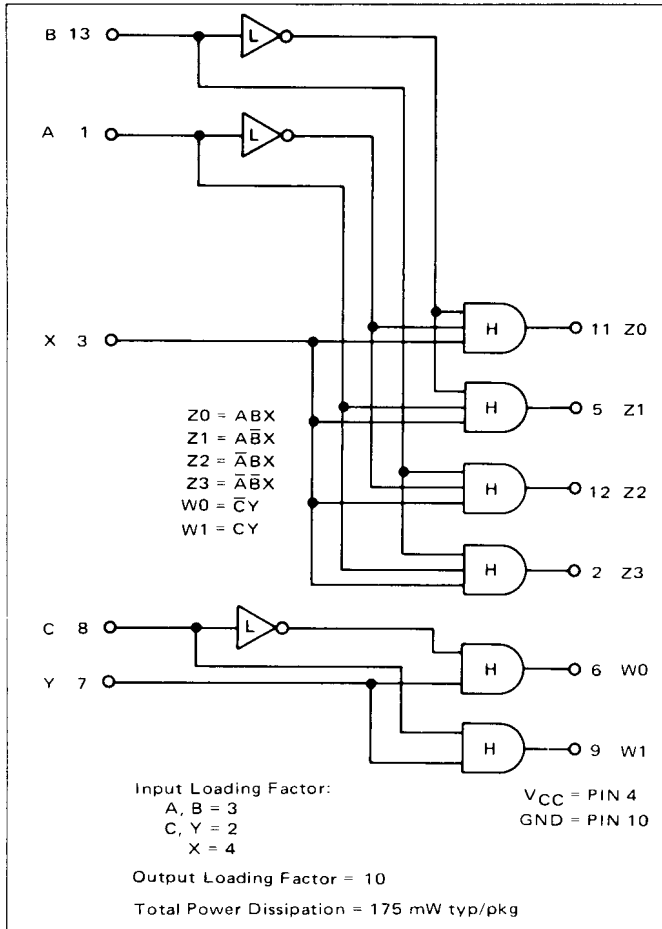 B 13
L
A 1
L
X 3
H
11 Z0
Z0 = ABX
Z1 = AB̅X
Z2 = A̅BX
Z3 = A̅B̅X
W0 = C̅Y
W1 = CY
H
5 Z1
H
12 Z2
H
2 Z3
C 8
L
Y 7
H
6 W0
H
9 W1
Input Loading Factor:
A, B = 3
C, Y = 2
X = 4
VCC = PIN 4
GND = PIN 10
Output Loading Factor = 10
Total Power Dissipation = 175 mW typ/pkg